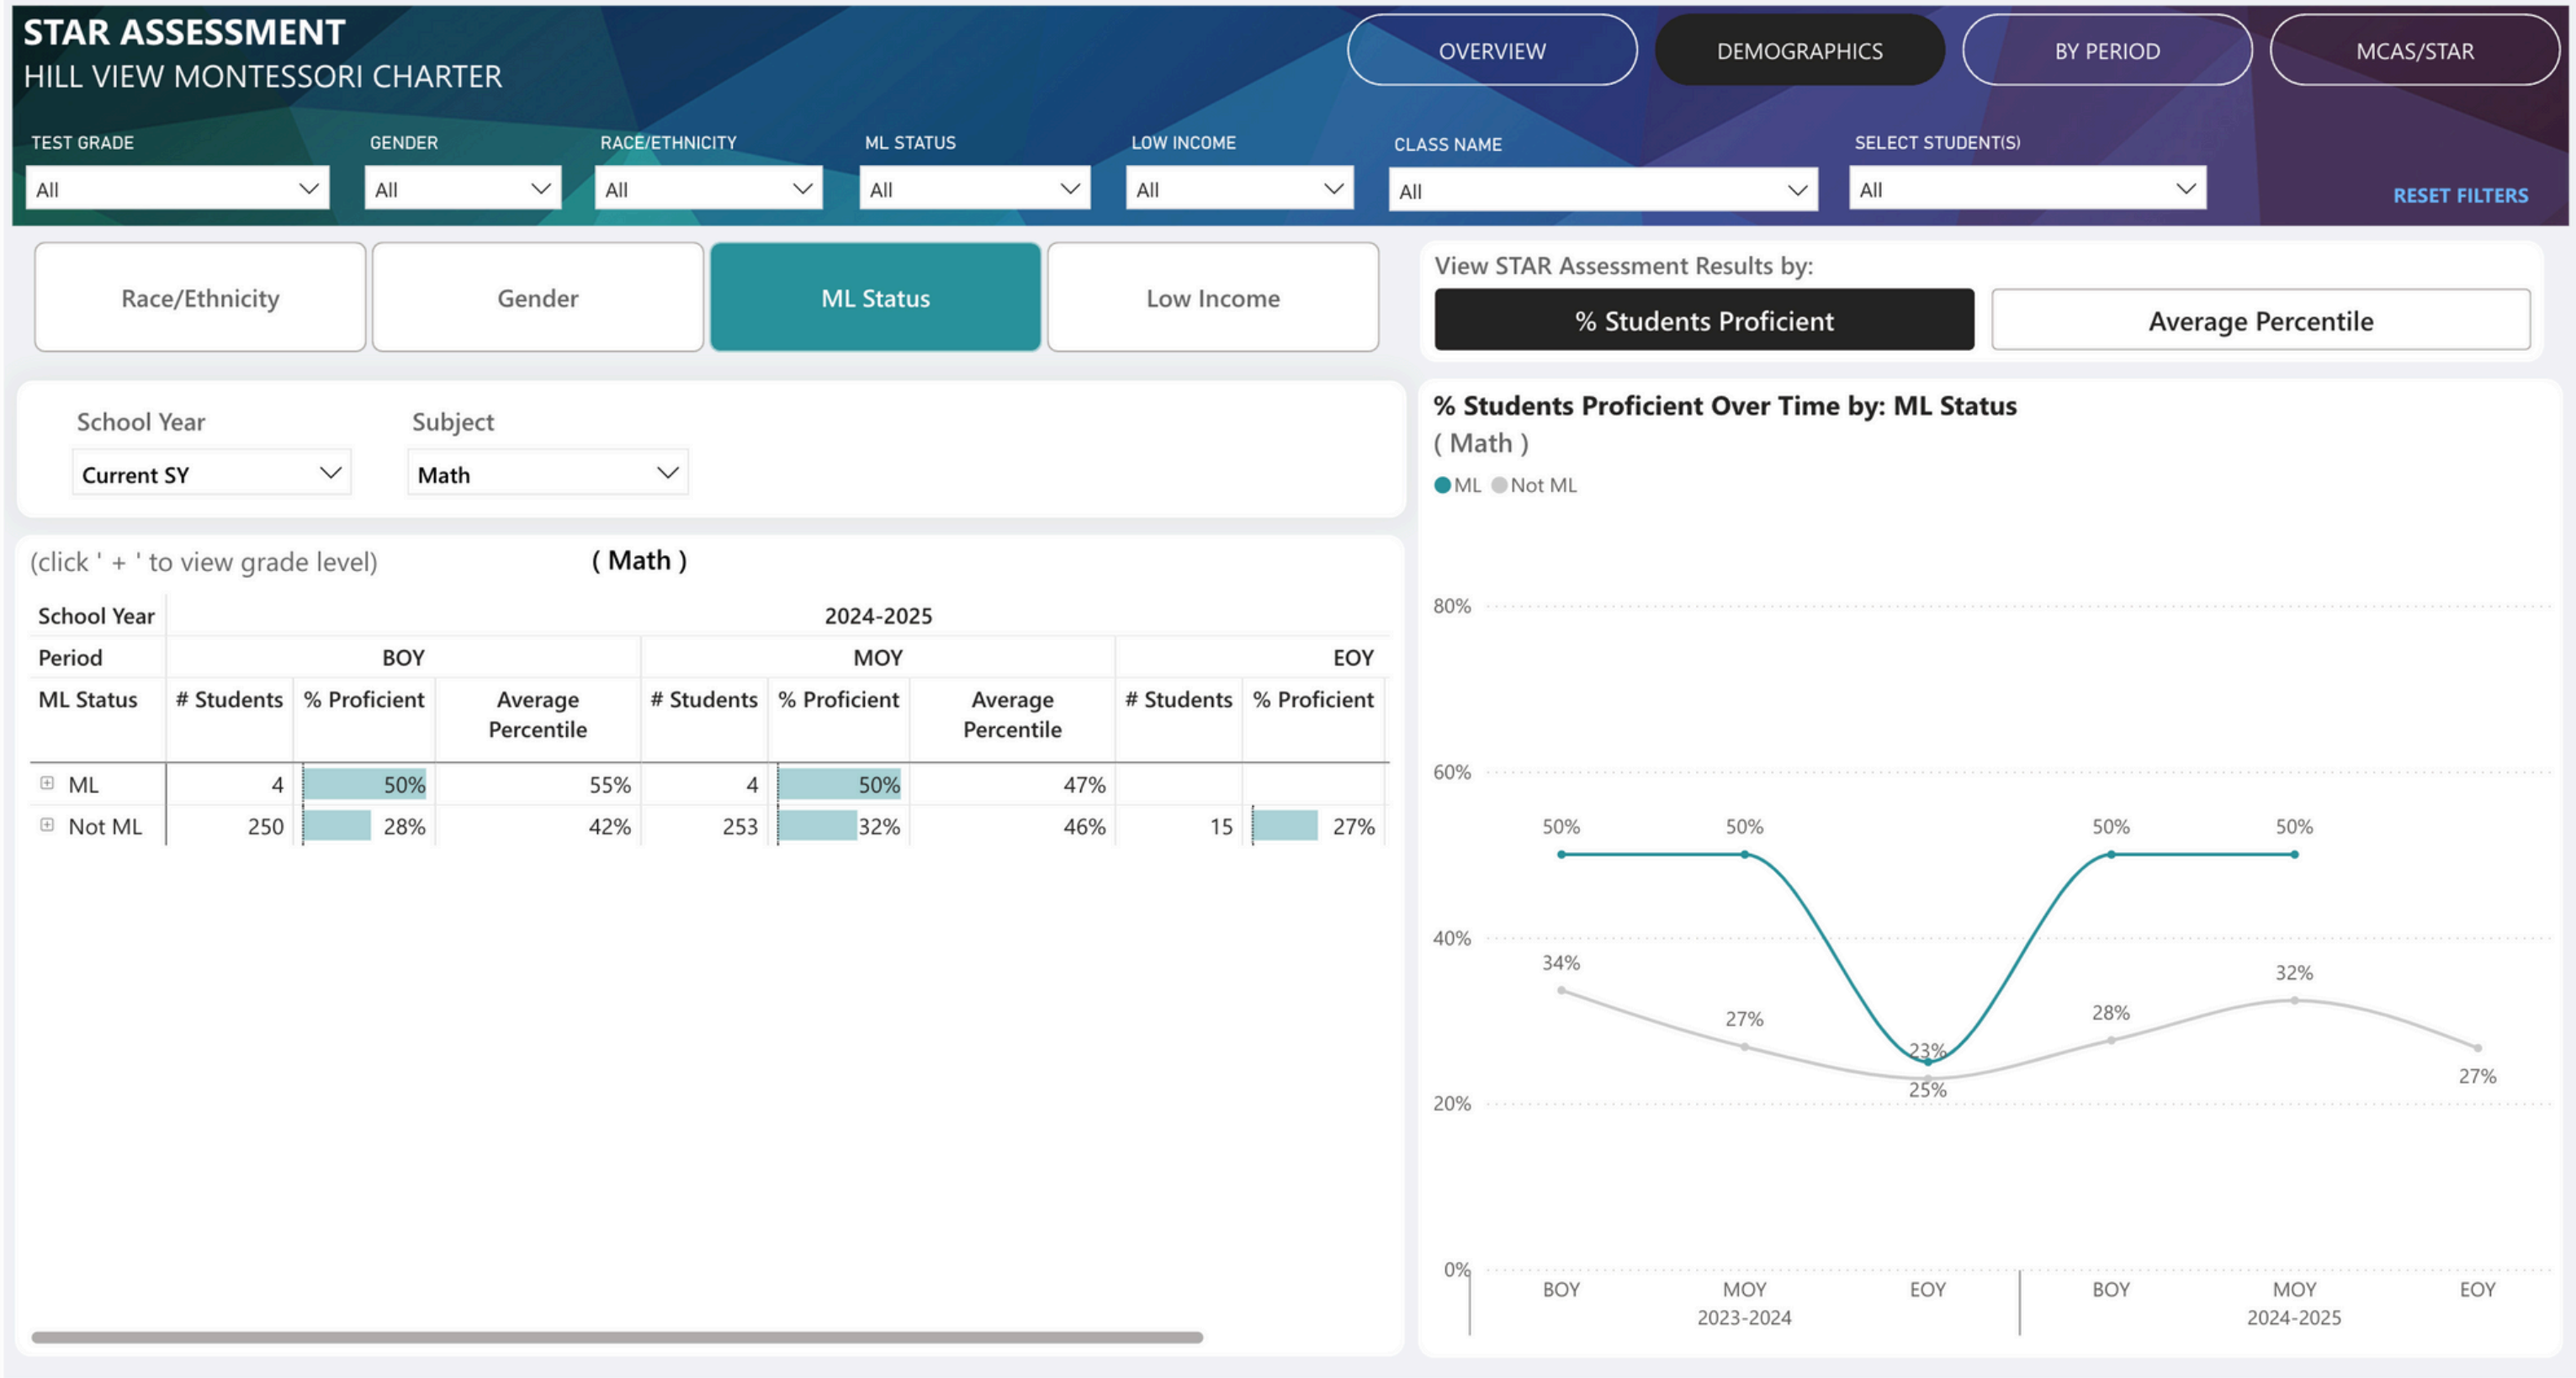 STAR ASSESSMENT
HILL VIEW MONTESSORI CHARTER
OVERVIEW DEMOGRAPHICS BY PERIOD MCAS/STAR
TEST GRADE GENDER RACE/ETHNICITY ML STATUS LOW INCOME CLASS NAME SELECT STUDENT(S)
All All All All All All All
RESET FILTERS
Race/Ethnicity Gender ML Status Low Income
View STAR Assessment Results by:
% Students Proficient Average Percentile
School Year Subject
Current SY Math
(click ' + ' to view grade level) ( Math )
School Year 2024-2025
Period BOY MOY EOY
ML Status # Students % Proficient Average Percentile # Students % Proficient Average Percentile # Students % Proficient
ML 4 50% 55% 4 50% 47%
Not ML 250 28% 42% 253 32% 46% 15 27%
% Students Proficient Over Time by: ML Status
( Math )
ML Not ML
80%
60%
50% 50% 50% 50%
40%
34% 32%
27% 28%
23%
25% 27%
20%
0%
BOY MOY EOY BOY MOY EOY
2023-2024 2024-2025